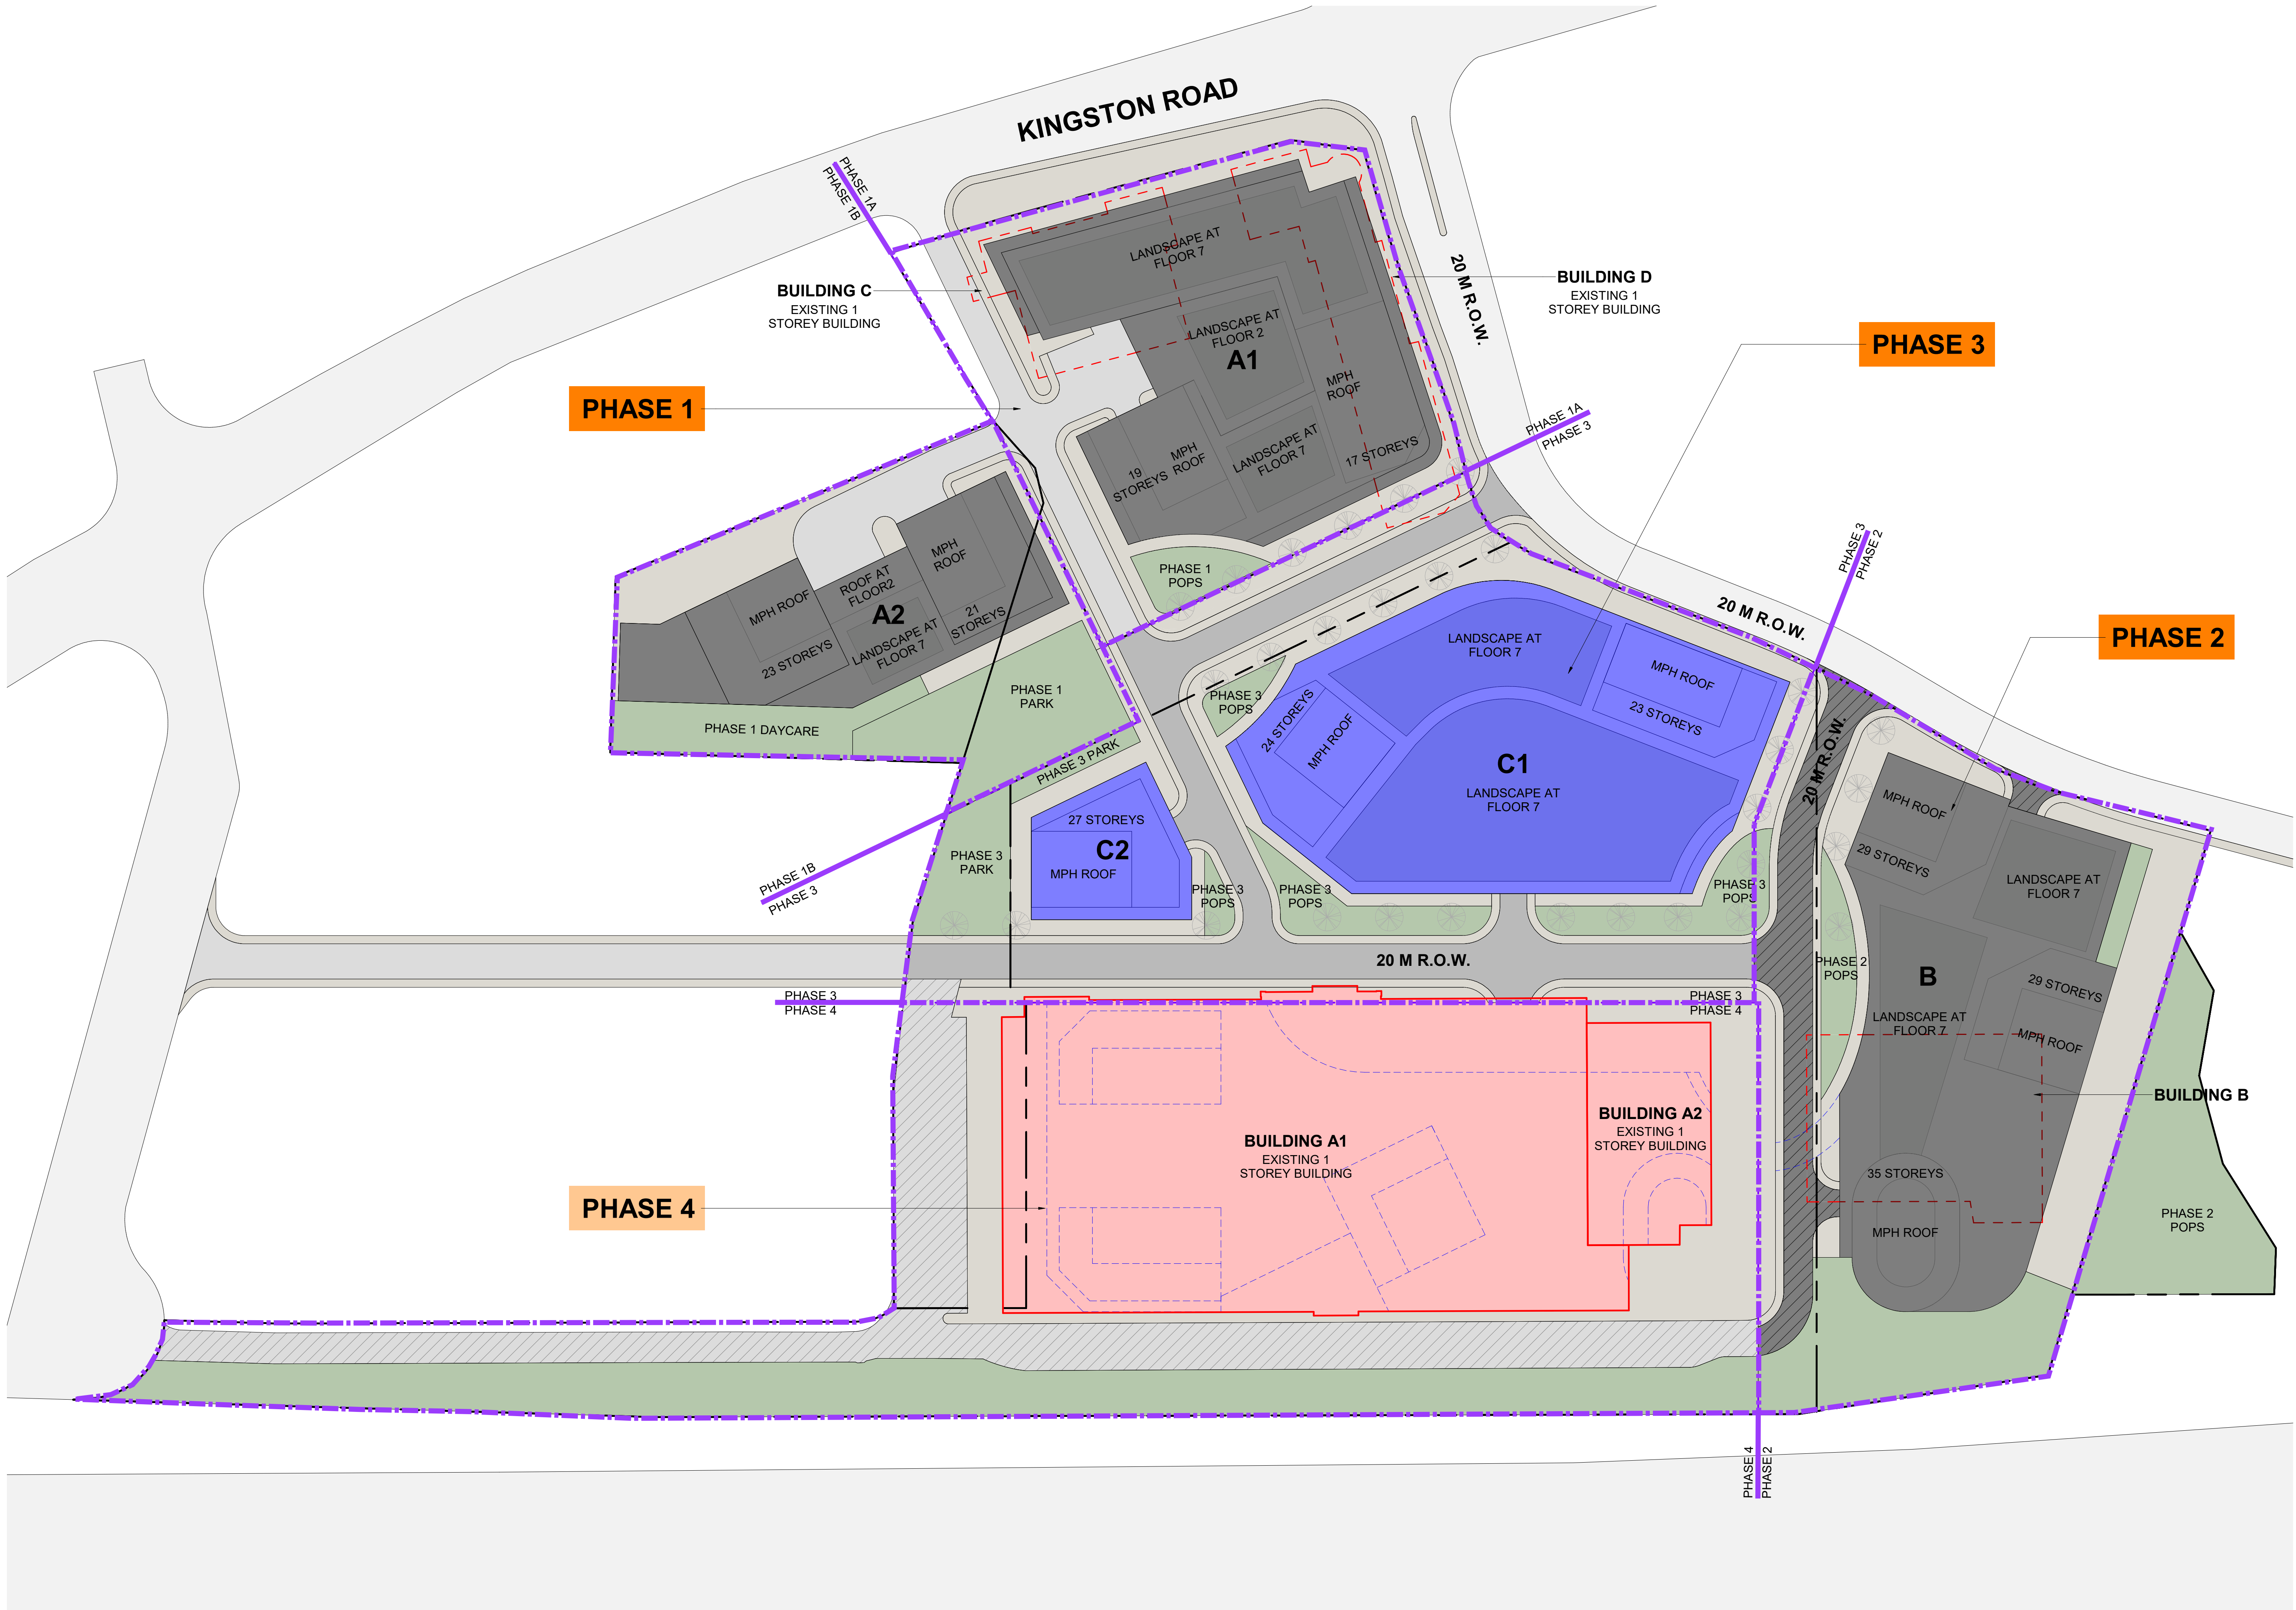 KINGSTON ROAD
PHASE 1A
PHASE 1B
LANDSCAPE AT
FLOOR 7
BUILDING C
EXISTING 1
STOREY BUILDING
BUILDING D
EXISTING 1
STOREY BUILDING
20 M R.O.W.
LANDSCAPE AT
FLOOR 2
A1
MPH
ROOF
PHASE 3
PHASE 1
PHASE 1A
PHASE 3
19
STOREYS
MPH
ROOF
LANDSCAPE AT
FLOOR 7
17 STOREYS
PHASE 3
PHASE 2
MPH
ROOF
ROOF AT
FLOOR2
MPH ROOF
A2
21
STOREYS
LANDSCAPE AT
FLOOR 7
23 STOREYS
PHASE 1
POPS
20 M R.O.W.
PHASE 2
LANDSCAPE AT
FLOOR 7
MPH ROOF
23 STOREYS
PHASE 1
PARK
PHASE 1 DAYCARE
PHASE 3
POPS
24 STOREYS
MPH ROOF
PHASE 3 PARK
C1
LANDSCAPE AT
FLOOR 7
20 M R.O.W.
MPH ROOF
29 STOREYS
27 STOREYS
C2
MPH ROOF
PHASE 3
PARK
PHASE 1B
PHASE 3
PHASE 3
POPS
PHASE 3
POPS
PHASE 3
POPS
LANDSCAPE AT
FLOOR 7
20 M R.O.W.
PHASE 2
POPS
B
29 STOREYS
LANDSCAPE AT
FLOOR 7
MPH ROOF
PHASE 3
PHASE 4
PHASE 3
PHASE 4
BUILDING B
BUILDING A1
EXISTING 1
STOREY BUILDING
BUILDING A2
EXISTING 1
STOREY BUILDING
35 STOREYS
MPH ROOF
PHASE 4
PHASE 2
POPS
PHASE 4
PHASE 2